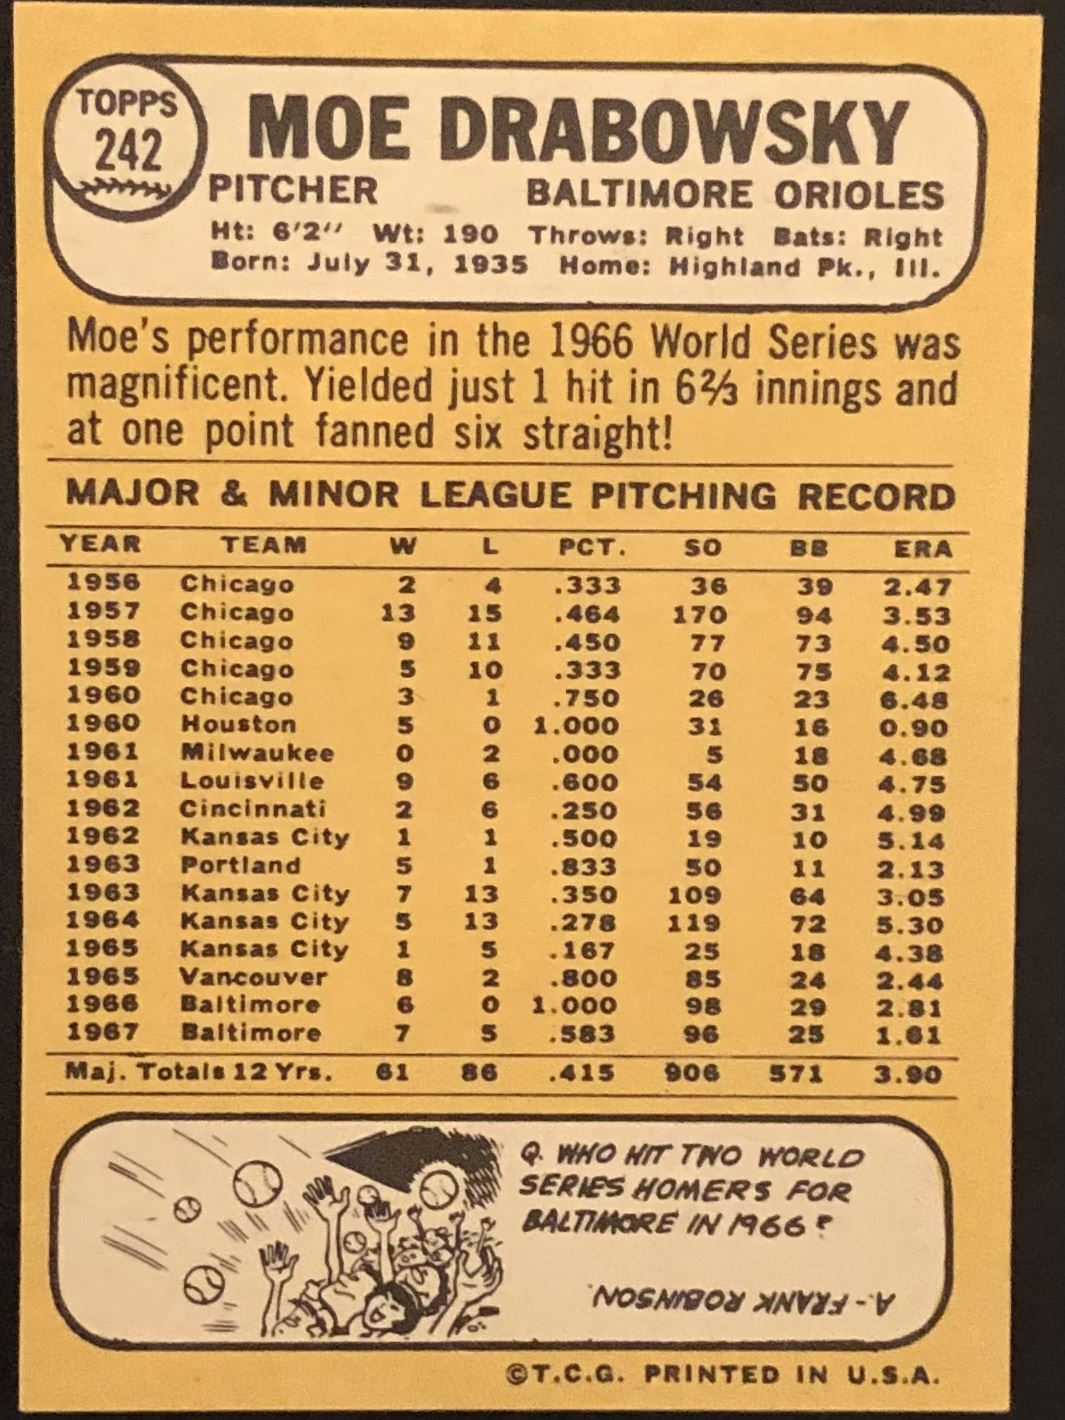 TOPPS
242
MOE DRABOWSKY
PITCHER BALTIMORE ORIOLES
Ht: 6'2" Wt: 190 Throws: Right Bats: Right
Born: July 31, 1935 Home: Highland Pk., Ill.
Moe's performance in the 1966 World Series was
magnificent. Yielded just 1 hit in 6⅔ innings and
at one point fanned six straight!
MAJOR & MINOR LEAGUE PITCHING RECORD
YEAR TEAM W L PCT. SO BB ERA
1956 Chicago 2 4 .333 36 39 2.47
1957 Chicago 13 15 .464 170 94 3.53
1958 Chicago 9 11 .450 77 73 4.50
1959 Chicago 5 10 .333 70 75 4.12
1960 Chicago 3 1 .750 26 23 6.48
1960 Houston 5 0 1.000 31 16 0.90
1961 Milwaukee 0 2 .000 5 18 4.68
1961 Louisville 9 6 .600 54 50 4.75
1962 Cincinnati 2 6 .250 56 31 4.99
1962 Kansas City 1 1 .500 19 10 5.14
1963 Portland 5 1 .833 50 11 2.13
1963 Kansas City 7 13 .350 109 64 3.05
1964 Kansas City 5 13 .278 119 72 5.30
1965 Kansas City 1 5 .167 25 18 4.38
1965 Vancouver 8 2 .800 85 24 2.44
1966 Baltimore 6 0 1.000 98 29 2.81
1967 Baltimore 7 5 .583 96 25 1.61
Maj. Totals 12 Yrs. 61 86 .415 906 571 3.90
Q. WHO HIT TWO WORLD
SERIES HOMERS FOR
BALTIMORE IN 1966?
A-FRANK ROBINSON.
©T.C.G. PRINTED IN U.S.A.